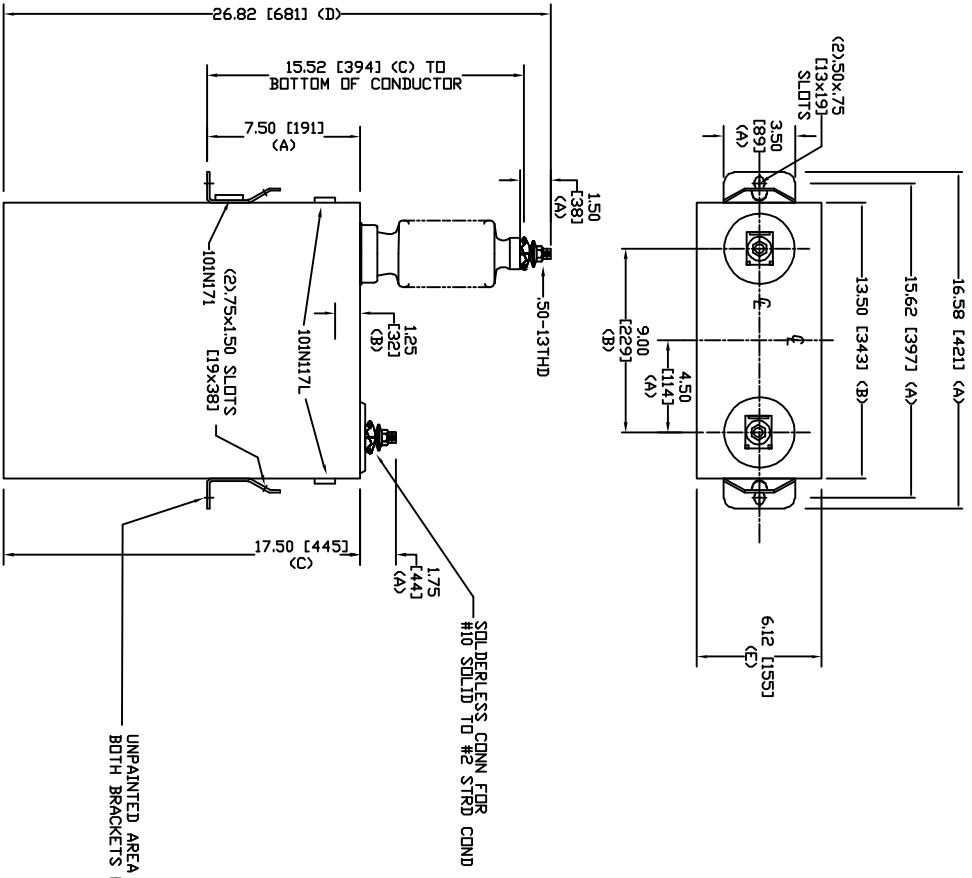 26.82 [681] (D)
15.52 [394] (C) TO
BOTTOM OF CONDUCTOR
7.50 [191]
(A)
1.50
[38]
(A)
.50-13THD
101N171
(2).75x1.50 SLOTS
[19x38]
101N117L
1.25
[32]
(B)
17.50 [445]
(C)
1.75
[44]
(A)
SOLDERLESS CONN FOR
#10 SOLID TO #2 STRD COND
UNPAINTED AREA
BOTH BRACKETS
(2).50x.75
[13x19]
SLOTS
3.50
[89]
(A)
16.58 [421] (A)
15.62 [397] (A)
13.50 [343] (B)
9.00
[229]
(B)
4.50
[114]
(A)
CL
CL
6.12 [155]
(E)